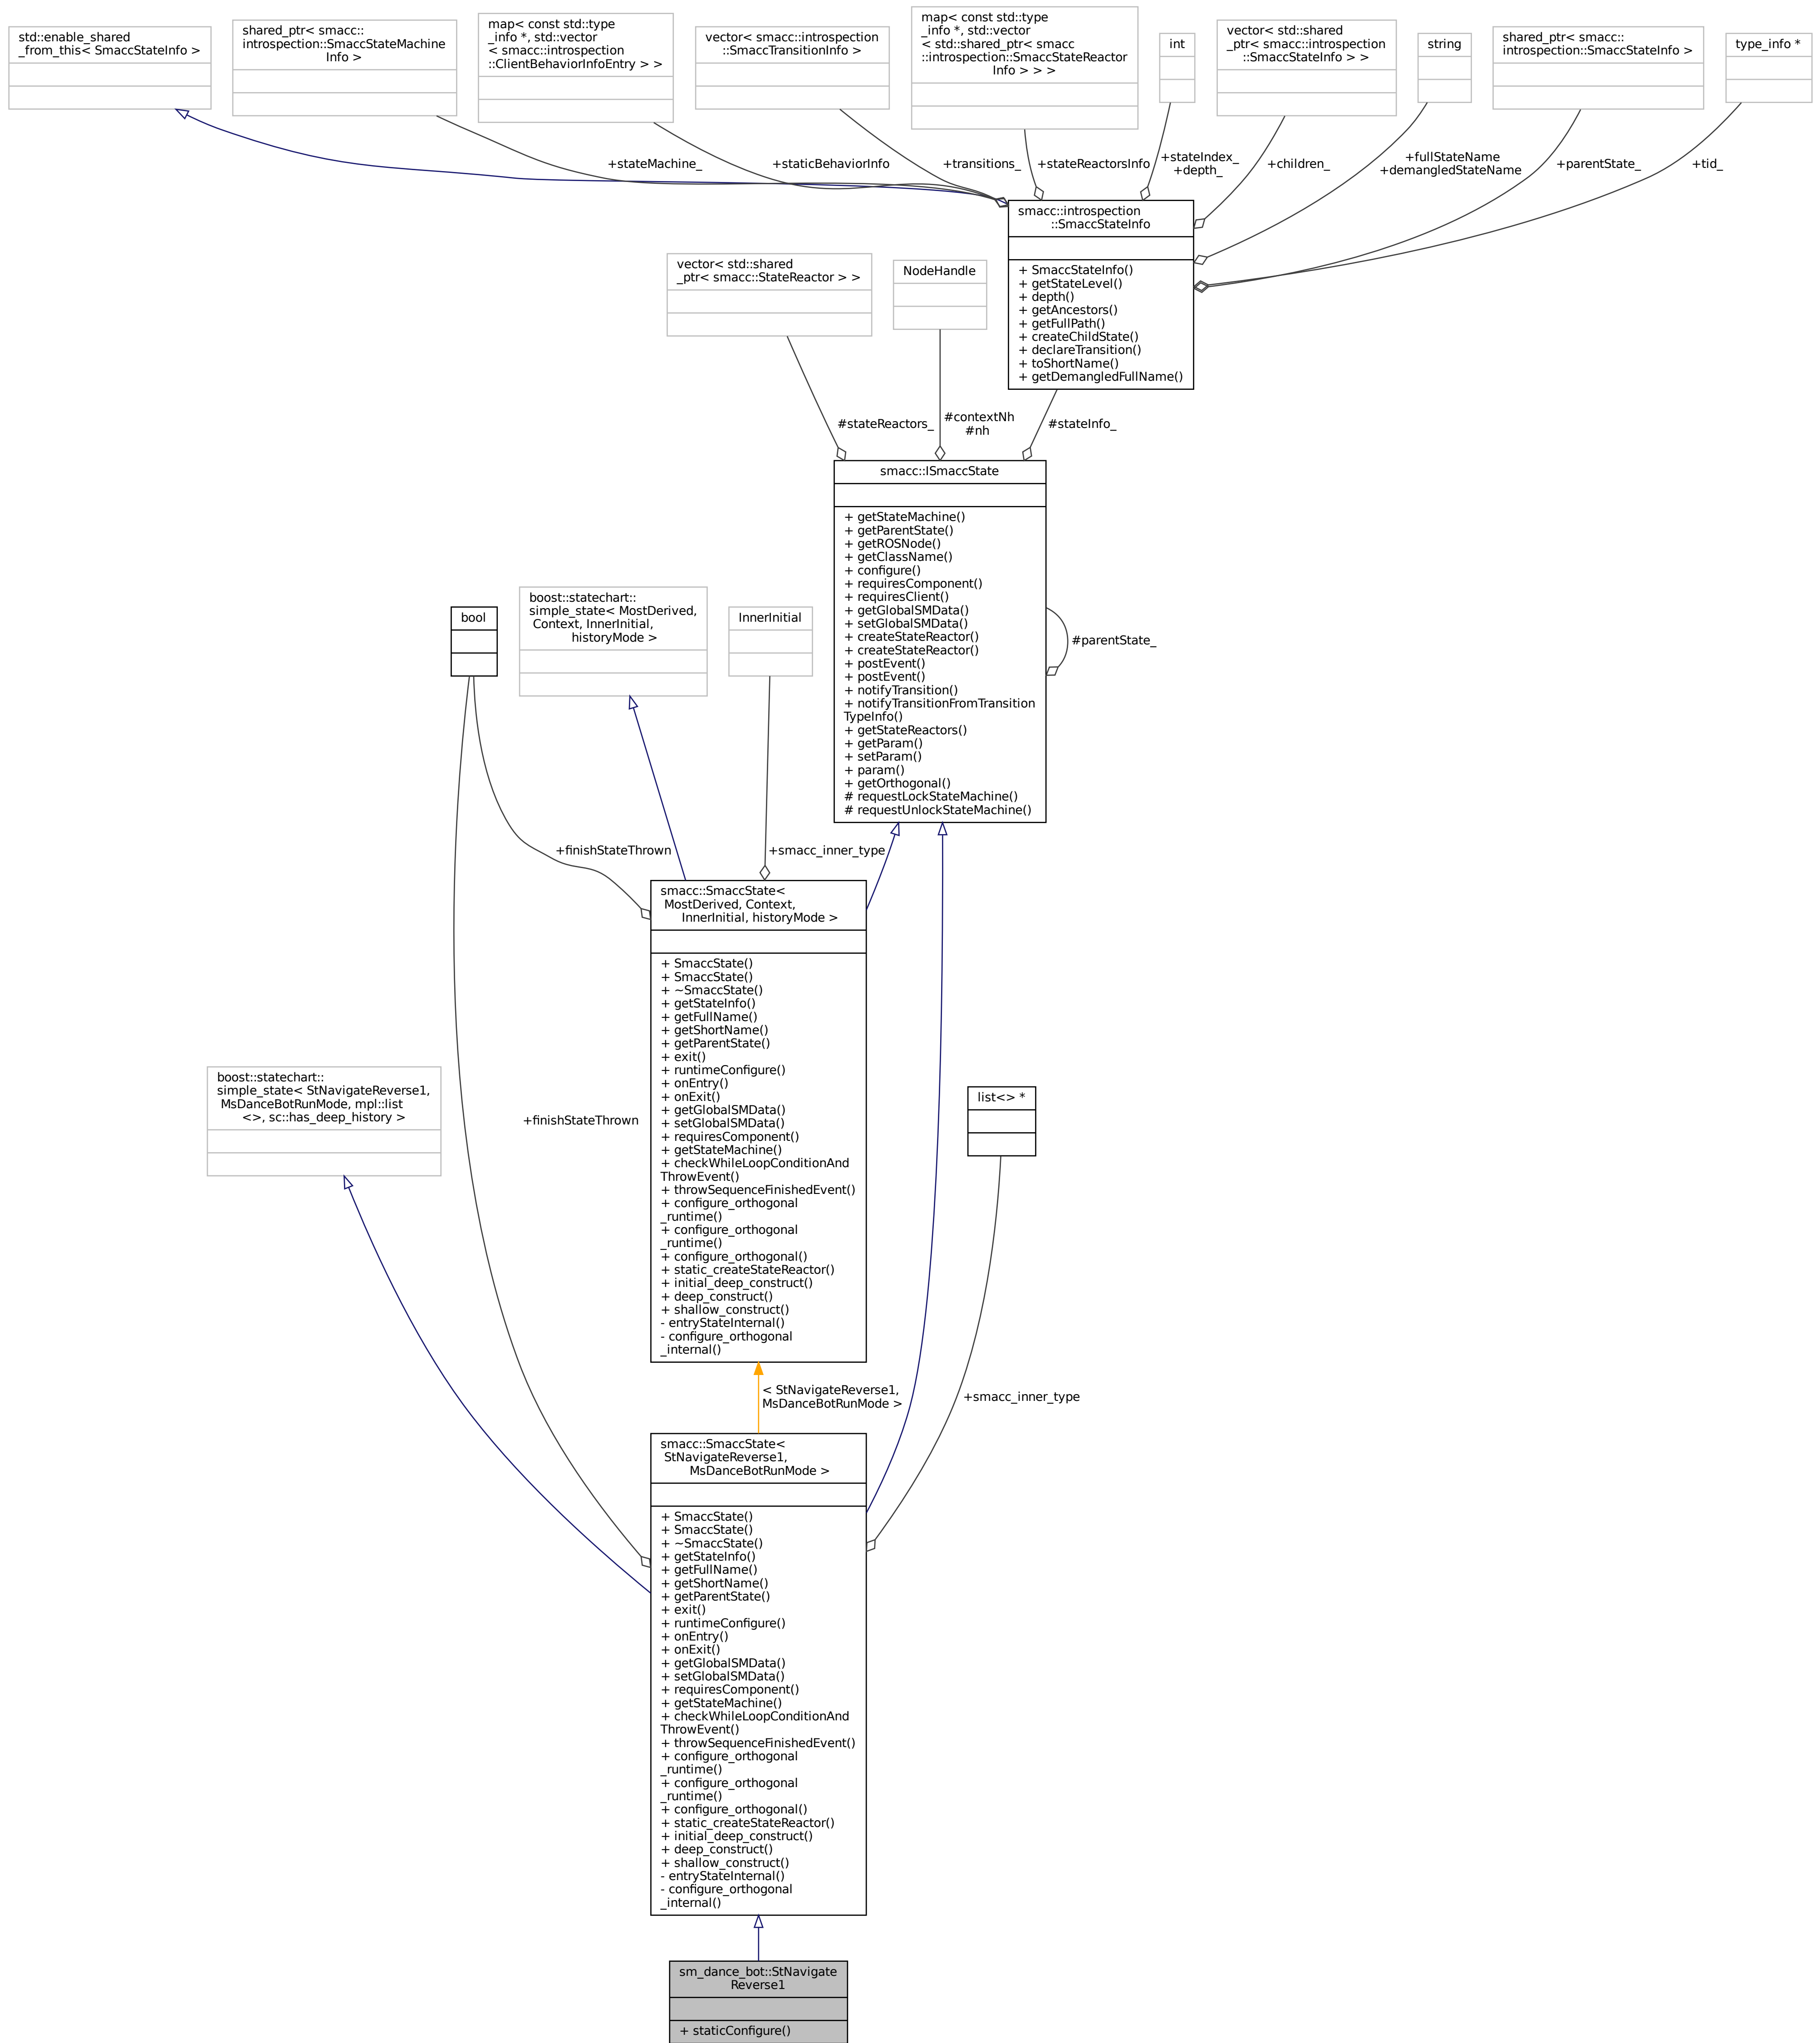 std::enable_shared
_from_this< SmaccStateInfo >
shared_ptr< smacc::
introspection::SmaccStateMachine
Info >
map< const std::type
_info *, std::vector
< smacc::introspection
::ClientBehaviorInfoEntry > >
vector< smacc::introspection
::SmaccTransitionInfo >
map< const std::type
_info *, std::vector
< std::shared_ptr< smacc
::introspection::SmaccStateReactor
Info > > >
int
vector< std::shared
_ptr< smacc::introspection
::SmaccStateInfo > >
string
shared_ptr< smacc::
introspection::SmaccStateInfo >
type_info *
+stateMachine_
+staticBehaviorInfo
+transitions_
+stateReactorsInfo
+stateIndex_
+depth_
+children_
+fullStateName
+demangledStateName
+parentState_
+tid_
smacc::introspection
::SmaccStateInfo
+ SmaccStateInfo()
+ getStateLevel()
+ depth()
+ getAncestors()
+ getFullPath()
+ createChildState()
+ declareTransition()
+ toShortName()
+ getDemangledFullName()
vector< std::shared
_ptr< smacc::StateReactor > >
NodeHandle
#stateReactors_
#contextNh
#nh
#stateInfo_
smacc::ISmaccState
+ getStateMachine()
+ getParentState()
+ getROSNode()
+ getClassName()
+ configure()
+ requiresComponent()
+ requiresClient()
+ getGlobalSMData()
+ setGlobalSMData()
+ createStateReactor()
+ createStateReactor()
+ postEvent()
+ postEvent()
+ notifyTransition()
+ notifyTransitionFromTransition
TypeInfo()
+ getStateReactors()
+ getParam()
+ setParam()
+ param()
+ getOrthogonal()
# requestLockStateMachine()
# requestUnlockStateMachine()
#parentState_
bool
boost::statechart::
simple_state< MostDerived,
Context, InnerInitial,
historyMode >
InnerInitial
+finishStateThrown
+smacc_inner_type
smacc::SmaccState<
MostDerived, Context,
InnerInitial, historyMode >
+ SmaccState()
+ SmaccState()
+ ~SmaccState()
+ getStateInfo()
+ getFullName()
+ getShortName()
+ getParentState()
+ exit()
+ runtimeConfigure()
+ onEntry()
+ onExit()
+ getGlobalSMData()
+ setGlobalSMData()
+ requiresComponent()
+ getStateMachine()
+ checkWhileLoopConditionAnd
ThrowEvent()
+ throwSequenceFinishedEvent()
+ configure_orthogonal
_runtime()
+ configure_orthogonal
_runtime()
+ configure_orthogonal()
+ static_createStateReactor()
+ initial_deep_construct()
+ deep_construct()
+ shallow_construct()
- entryStateInternal()
- configure_orthogonal
_internal()
boost::statechart::
simple_state< StNavigateReverse1,
MsDanceBotRunMode, mpl::list
<>, sc::has_deep_history >
+finishStateThrown
list<> *
< StNavigateReverse1,
MsDanceBotRunMode >
+smacc_inner_type
smacc::SmaccState<
StNavigateReverse1,
MsDanceBotRunMode >
+ SmaccState()
+ SmaccState()
+ ~SmaccState()
+ getStateInfo()
+ getFullName()
+ getShortName()
+ getParentState()
+ exit()
+ runtimeConfigure()
+ onEntry()
+ onExit()
+ getGlobalSMData()
+ setGlobalSMData()
+ requiresComponent()
+ getStateMachine()
+ checkWhileLoopConditionAnd
ThrowEvent()
+ throwSequenceFinishedEvent()
+ configure_orthogonal
_runtime()
+ configure_orthogonal
_runtime()
+ configure_orthogonal()
+ static_createStateReactor()
+ initial_deep_construct()
+ deep_construct()
+ shallow_construct()
- entryStateInternal()
- configure_orthogonal
_internal()
sm_dance_bot::StNavigate
Reverse1
+ staticConfigure()